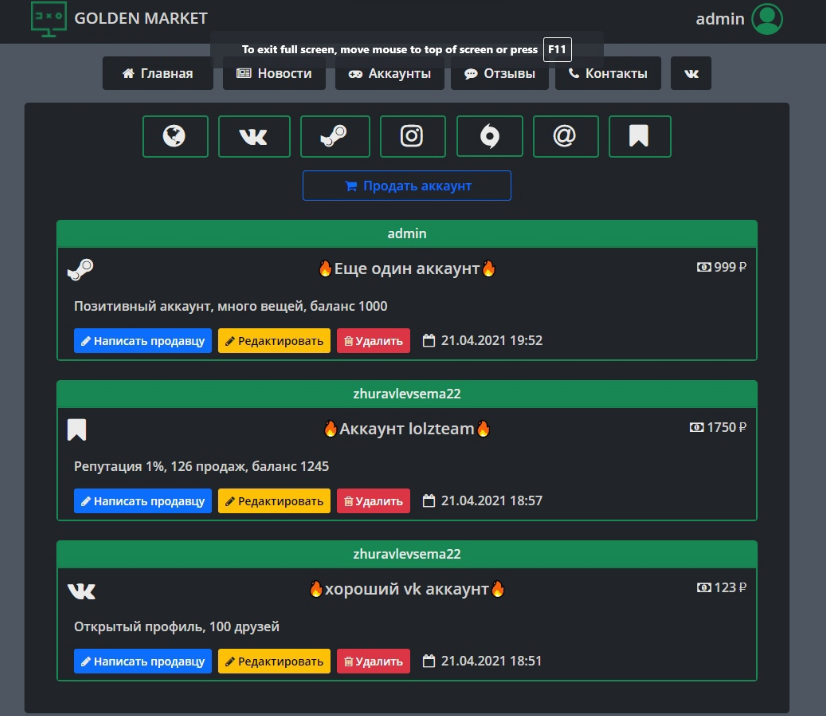 GOLDEN MARKET
admin
To exit full screen, move mouse to top of screen or press F11
Главная Новости Аккаунты Отзывы Контакты
Продать аккаунт
admin
🔥Еще один аккаунт🔥 999 ₽
Позитивный аккаунт, много вещей, баланс 1000
Написать продавцу Редактировать Удалить 21.04.2021 19:52
zhuravlevsema22
🔥Аккаунт lolzteam🔥 1750 ₽
Репутация 1%, 126 продаж, баланс 1245
Написать продавцу Редактировать Удалить 21.04.2021 18:57
zhuravlevsema22
🔥хороший vk аккаунт🔥 123 ₽
Открытый профиль, 100 друзей
Написать продавцу Редактировать Удалить 21.04.2021 18:51